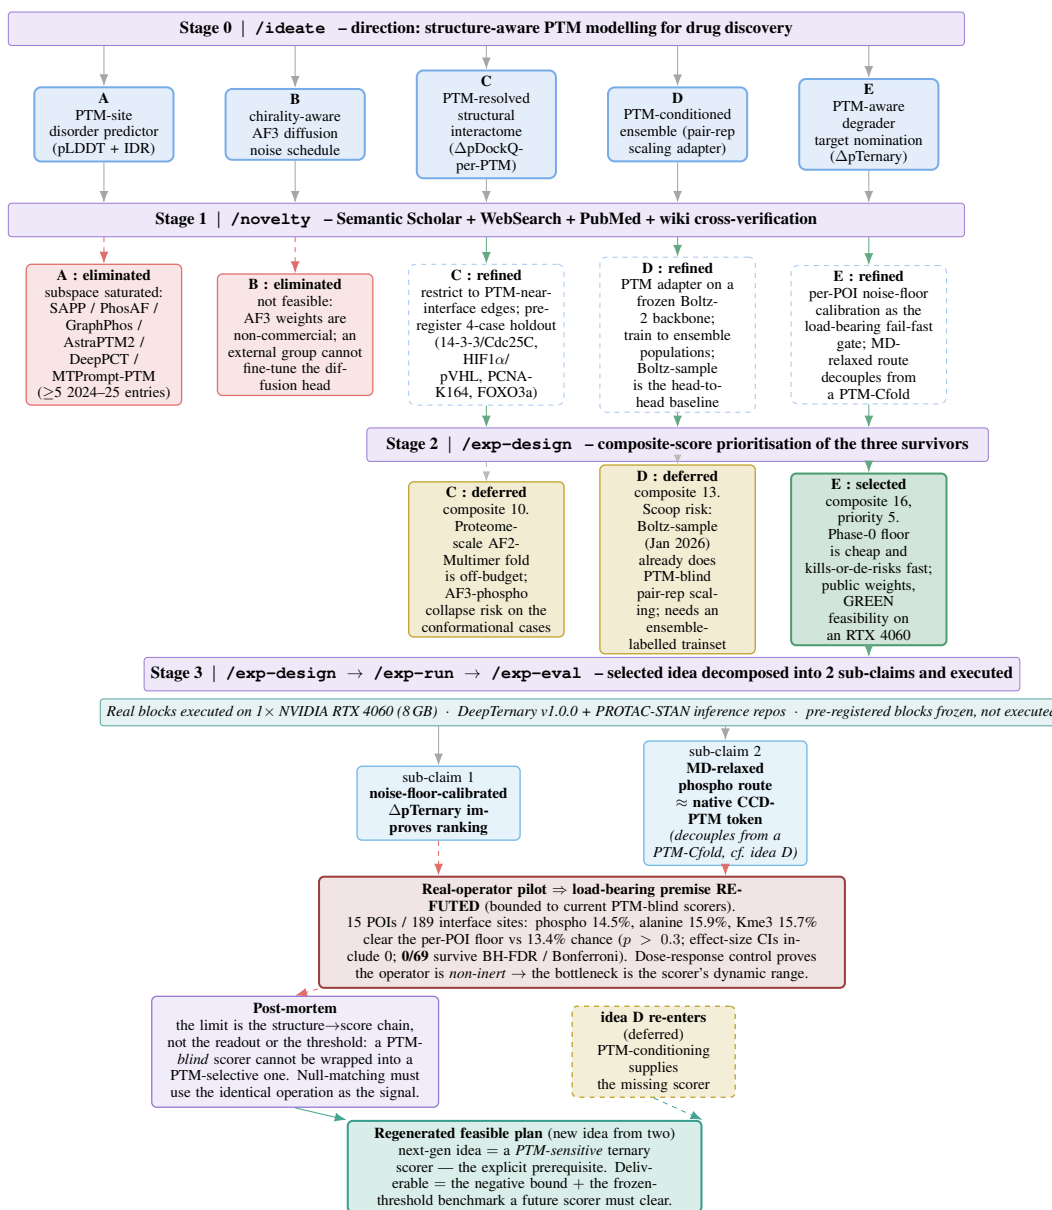 Stage 0 | /ideate – direction: structure-aware PTM modelling for drug discovery
A
PTM-site
disorder predictor
(pLDDT + IDR)
B
chirality-aware
AF3 diffusion
noise schedule
C
PTM-resolved
structural
interactome
(ΔpDockQ-
per-PTM)
D
PTM-conditioned
ensemble (pair-rep
scaling adapter)
E
PTM-aware
degrader
target nomination
(ΔpTernary)
Stage 1 | /novelty – Semantic Scholar + WebSearch + PubMed + wiki cross-verification
A : eliminated
subspace saturated:
SAPP / PhosAF /
GraphPhos /
AstraPTM2 /
DeepPCT /
MTPrompt-PTM
(≥5 2024–25 entries)
B : eliminated
not feasible:
AF3 weights are
non-commercial; an
external group cannot
fine-tune the dif-
fusion head
C : refined
restrict to PTM-near-
interface edges; pre-
register 4-case holdout
(14-3-3/Cdc25C,
HIF1α/
pVHL, PCNA-
K164, FOXO3a)
D : refined
PTM adapter on a
frozen Boltz-
2 backbone;
train to ensemble
populations;
Boltz-sample
is the head-to-
head baseline
E : refined
per-POI noise-floor
calibration as the
load-bearing fail-fast
gate; MD-
relaxed route
decouples from
a PTM-Cfold
Stage 2 | /exp-design – composite-score prioritisation of the three survivors
C : deferred
composite 10.
Proteome-
scale AF2-
Multimer fold
is off-budget;
AF3-phospho
collapse risk on the
conformational cases
D : deferred
composite 13.
Scoop risk:
Boltz-sample
(Jan 2026)
already does
PTM-blind
pair-rep scal-
ing; needs an
ensemble-
labelled trainset
E : selected
composite 16,
priority 5.
Phase-0 floor
is cheap and
kills-or-de-risks fast;
public weights,
GREEN
feasibility on
an RTX 4060
Stage 3 | /exp-design → /exp-run → /exp-eval – selected idea decomposed into 2 sub-claims and executed
Real blocks executed on 1× NVIDIA RTX 4060 (8 GB) · DeepTernary v1.0.0 + PROTAC-STAN inference repos · pre-registered blocks frozen, not executed
sub-claim 1
noise-floor-calibrated
ΔpTernary im-
proves ranking
sub-claim 2
MD-relaxed
phospho route
≈ native CCD-
PTM token
(decouples from a
PTM-Cfold, cf. idea D)
Real-operator pilot ⇒ load-bearing premise RE-
FUTED (bounded to current PTM-blind scorers).
15 POIs / 189 interface sites: phospho 14.5%, alanine 15.9%, Kme3 15.7%
clear the per-POI floor vs 13.4% chance (p > 0.3; effect-size CIs in-
clude 0; 0/69 survive BH-FDR / Bonferroni). Dose-response control proves
the operator is non-inert → the bottleneck is the scorer's dynamic range.
Post-mortem
the limit is the structure→score chain,
not the readout or the threshold: a PTM-
blind scorer cannot be wrapped into a
PTM-selective one. Null-matching must
use the identical operation as the signal.
idea D re-enters
(deferred)
PTM-conditioning
supplies
the missing scorer
Regenerated feasible plan (new idea from two)
next-gen idea = a PTM-sensitive ternary
scorer — the explicit prerequisite. Deliv-
erable = the negative bound + the frozen-
threshold benchmark a future scorer must clear.